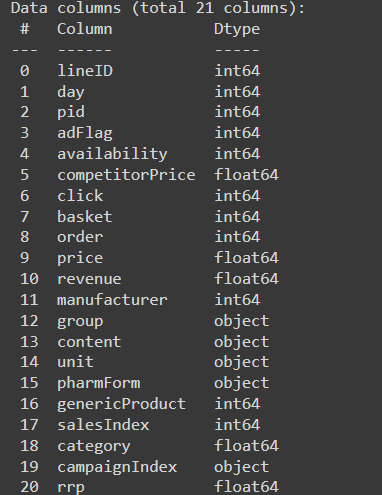 Data columns (total 21 columns):
 #   Column           Dtype
---  ------           -----
 0   lineID           int64
 1   day              int64
 2   pid              int64
 3   adFlag           int64
 4   availability     int64
 5   competitorPrice  float64
 6   click            int64
 7   basket           int64
 8   order            int64
 9   price            float64
 10  revenue          float64
 11  manufacturer     int64
 12  group            object
 13  content          object
 14  unit             object
 15  pharmForm        object
 16  genericProduct   int64
 17  salesIndex       int64
 18  category         float64
 19  campaignIndex    object
 20  rrp              float64